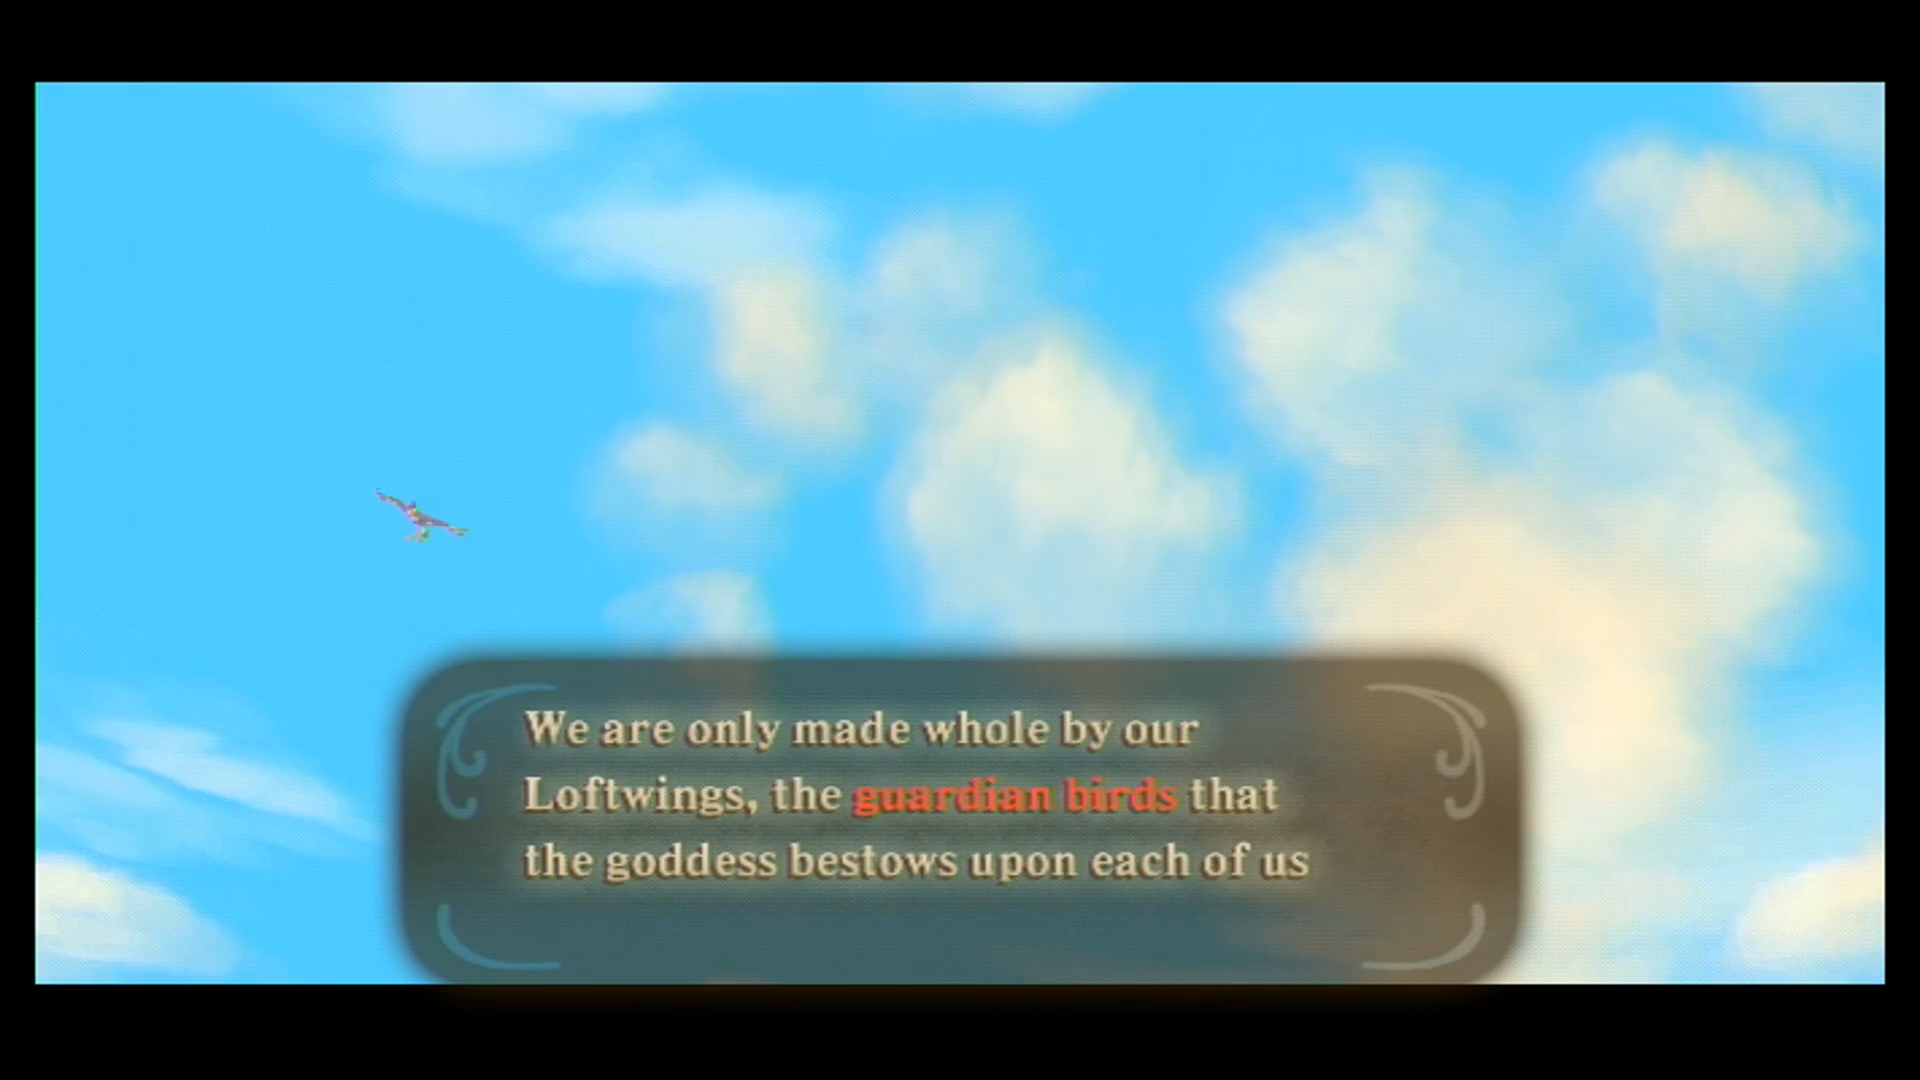 We are only made whole by our
Loftwings, the guardian birds that
the goddess bestows upon each of us